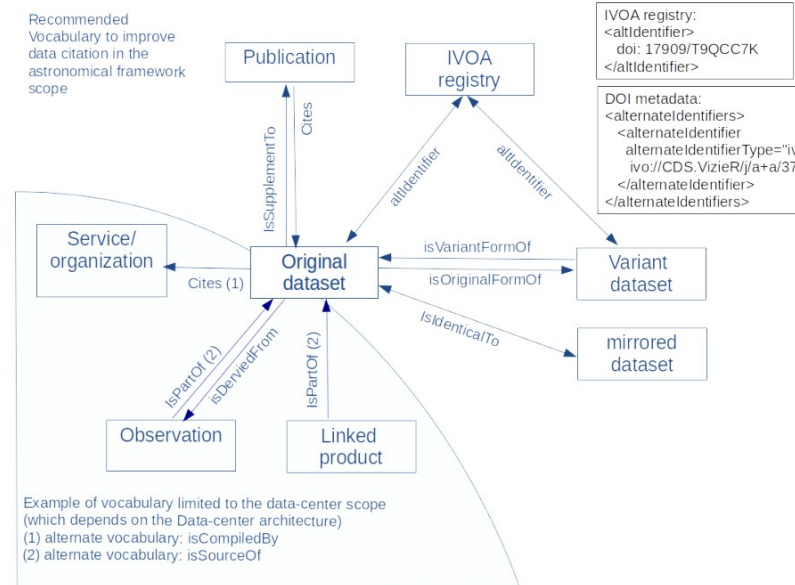 Recommended
Vocabulary to improve
data citation in the
astronomical framework
scope
Publication
IVOA
registry
IVOA registry:
<altIdentifier>
doi: 17909/T9QCC7K
</altIdentifier>
DOI metadata:
<alternateIdentifiers>
<alternateIdentifier
alternateIdentifierType="iv
ivo://CDS.VizieR/j/a+a/37
</alternateIdentifier>
</alternateIdentifiers>
IsSupplementTo
Cites
altIdentifier
altIdentifier
Service/
organization
Cites (1)
Original
dataset
isVariantFormOf
isOriginalFormOf
Variant
dataset
IsIdenticalTo
mirrored
dataset
IsPartOf (2)
isDerviedFrom
IsPartOf (2)
Observation
Linked
product
Example of vocabulary limited to the data-center scope
(which depends on the Data-center architecture)
(1) alternate vocabulary: isCompiledBy
(2) alternate vocabulary: isSourceOf